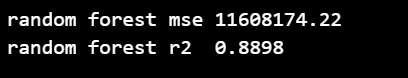 random forest mse 11608174.22
random forest r2  0.8898